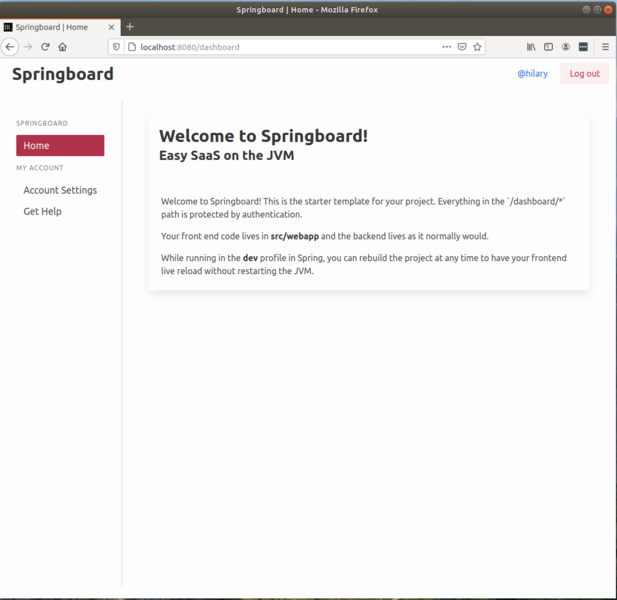 Springboard | Home - Mozilla Firefox
Springboard | Home
localhost:8080/dashboard
Springboard
@hilary
Log out
SPRINGBOARD
Home
MY ACCOUNT
Account Settings
Get Help
Welcome to Springboard!
Easy SaaS on the JVM
Welcome to Springboard! This is the starter template for your project. Everything in the `/dashboard/*`
path is protected by authentication.
Your front end code lives in src/webapp and the backend lives as it normally would.
While running in the dev profile in Spring, you can rebuild the project at any time to have your frontend
live reload without restarting the JVM.